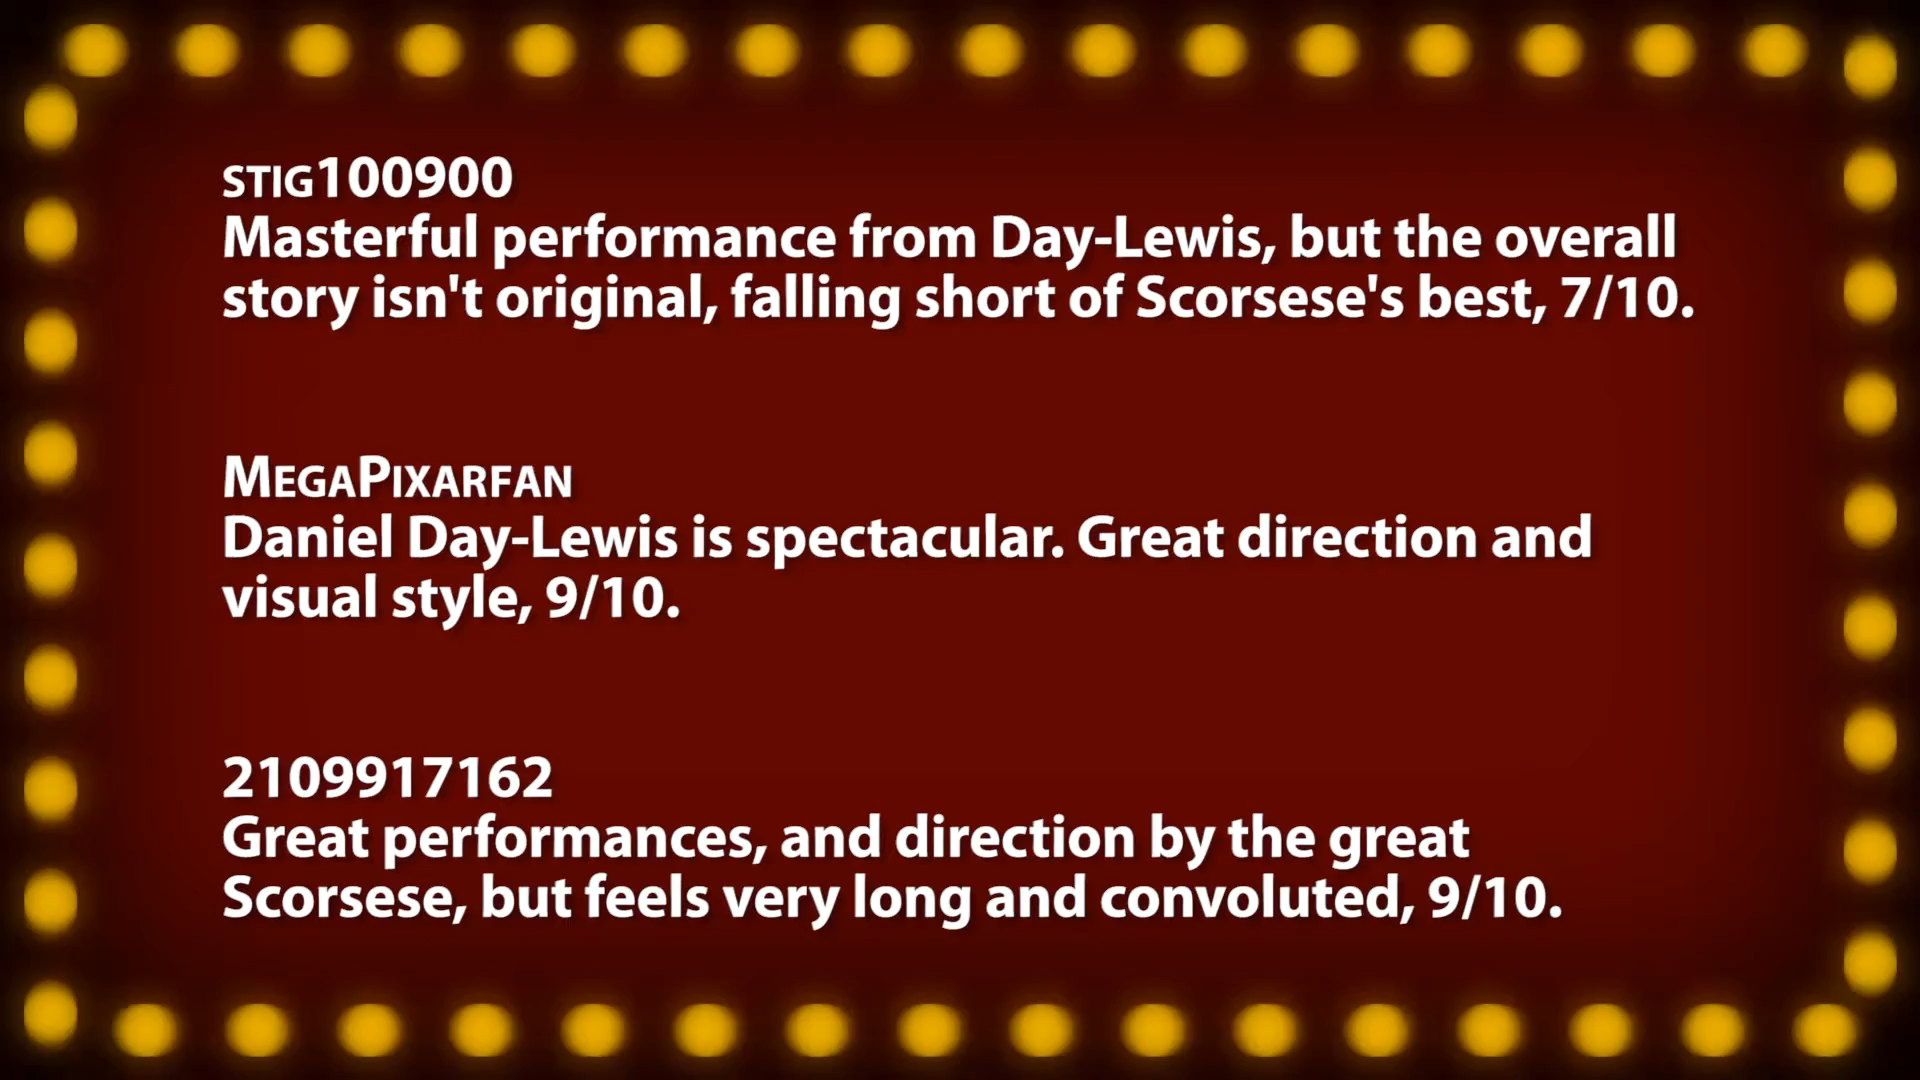 stig100900
Masterful performance from Day-Lewis, but the overall
story isn't original, falling short of Scorsese's best, 7/10.
MegaPixarfan
Daniel Day-Lewis is spectacular. Great direction and
visual style, 9/10.
2109917162
Great performances, and direction by the great
Scorsese, but feels very long and convoluted, 9/10.